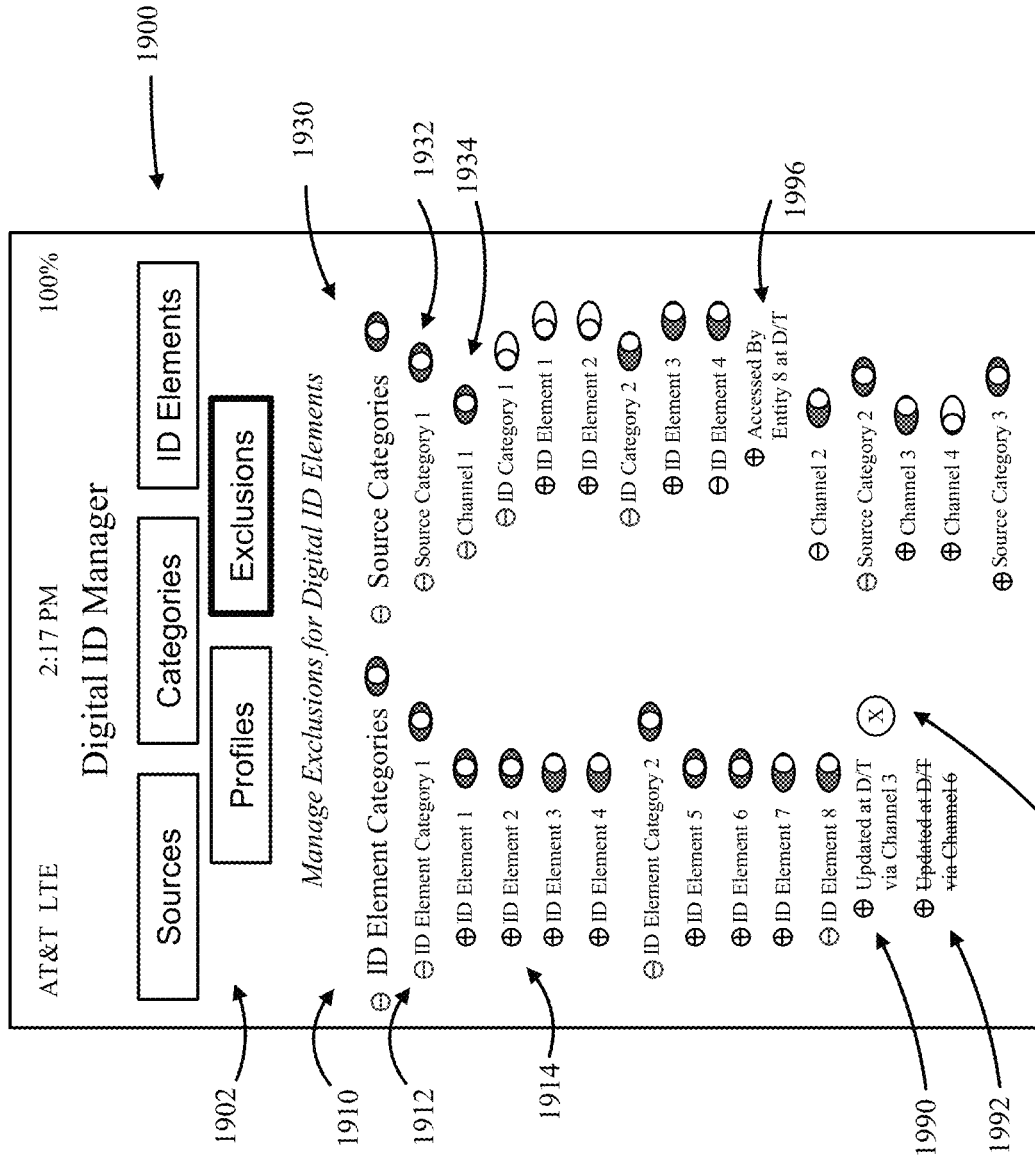 1900
AT&T LTE 2:17 PM 100%
Digital ID Manager
Sources Categories ID Elements
1902
Profiles Exclusions
Manage Exclusions for Digital ID Elements
1910
1930
⊖ ID Element Categories
⊖ Source Categories
1912
⊖ ID Element Category 1
⊖ Source Category 1
1932
⊕ ID Element 1
⊖ Channel 1
1934
1914
⊕ ID Element 2
⊖ ID Category 1
⊕ ID Element 3
⊕ ID Element 1
⊕ ID Element 4
⊕ ID Element 2
⊖ ID Element Category 2
⊖ ID Category 2
⊕ ID Element 5
⊕ ID Element 3
⊕ ID Element 6
⊖ ID Element 4
⊕ ID Element 7
⊕ Accessed By
Entity 8 at D/T
1996
⊖ ID Element 8
⊖ Channel 2
1990
⊕ Updated at D/T
via Channel 3
X
⊖ Source Category 2
⊕ Channel 3
1992
⊕ Updated at D/T
via Channel 6
⊕ Channel 4
⊕ Source Category 3